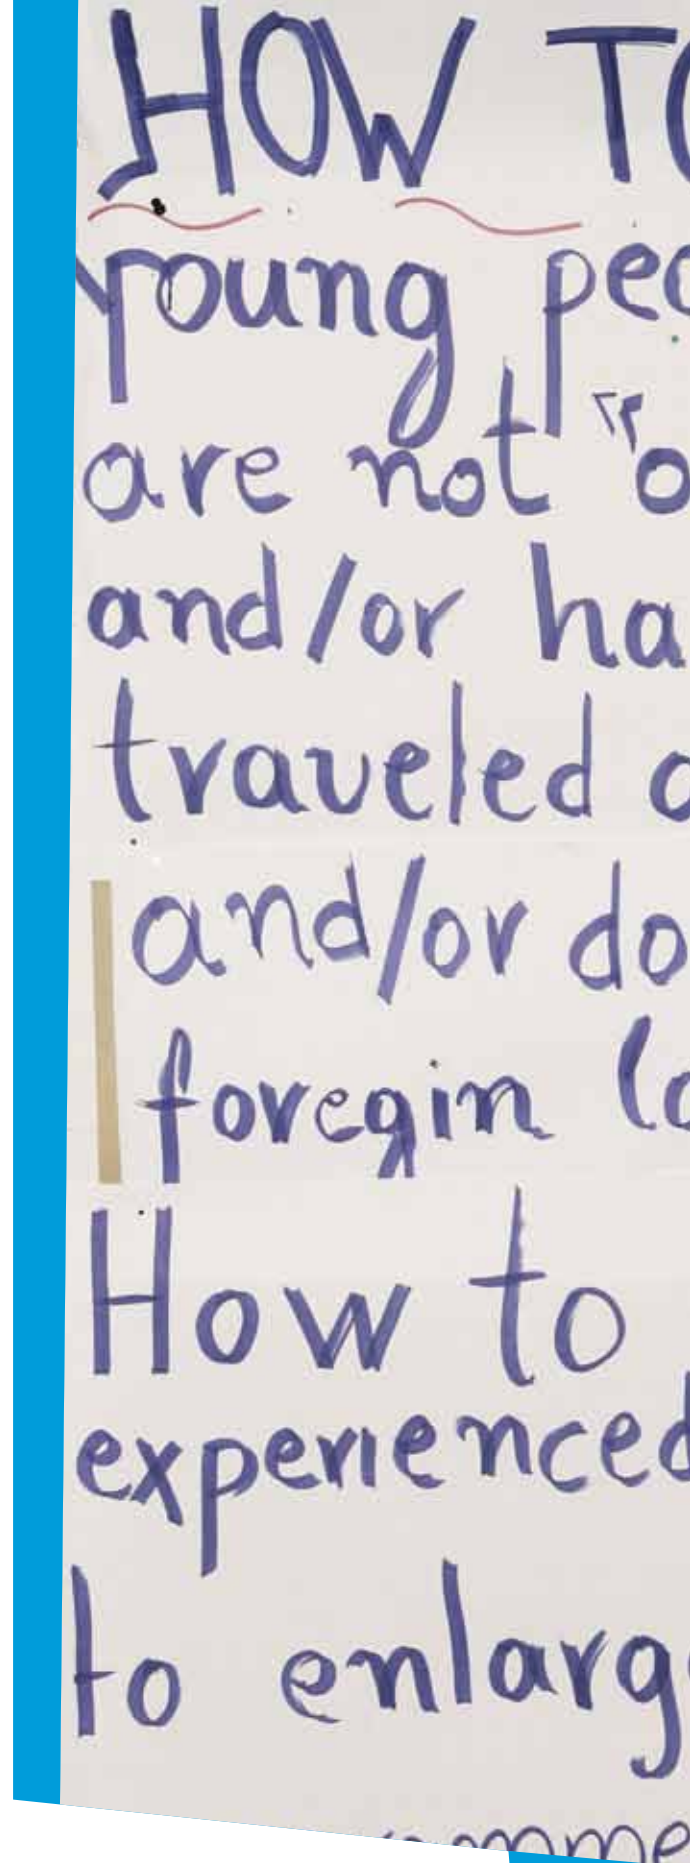 HOW TO
young peo
are not "o
and/or ha
traveled a
and/or do
foregin lo
How to
experienced
to enlarg